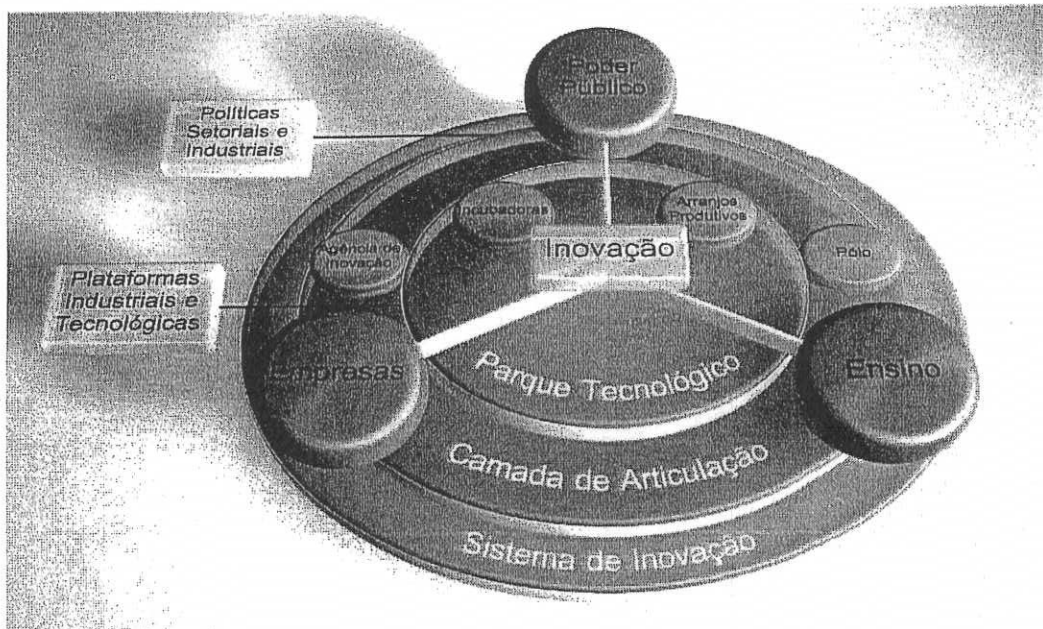 Poder
Público
Políticas
Setoriais e
Industriais
Incubadoras
Arranjos
Produtivos
Inovação
Agência de
Inovação
Pólo
Plataformas
Industriais e
Tecnológicas
Empresas
Ensino
Parque Tecnológico
Camada de Articulação
Sistema de Inovação